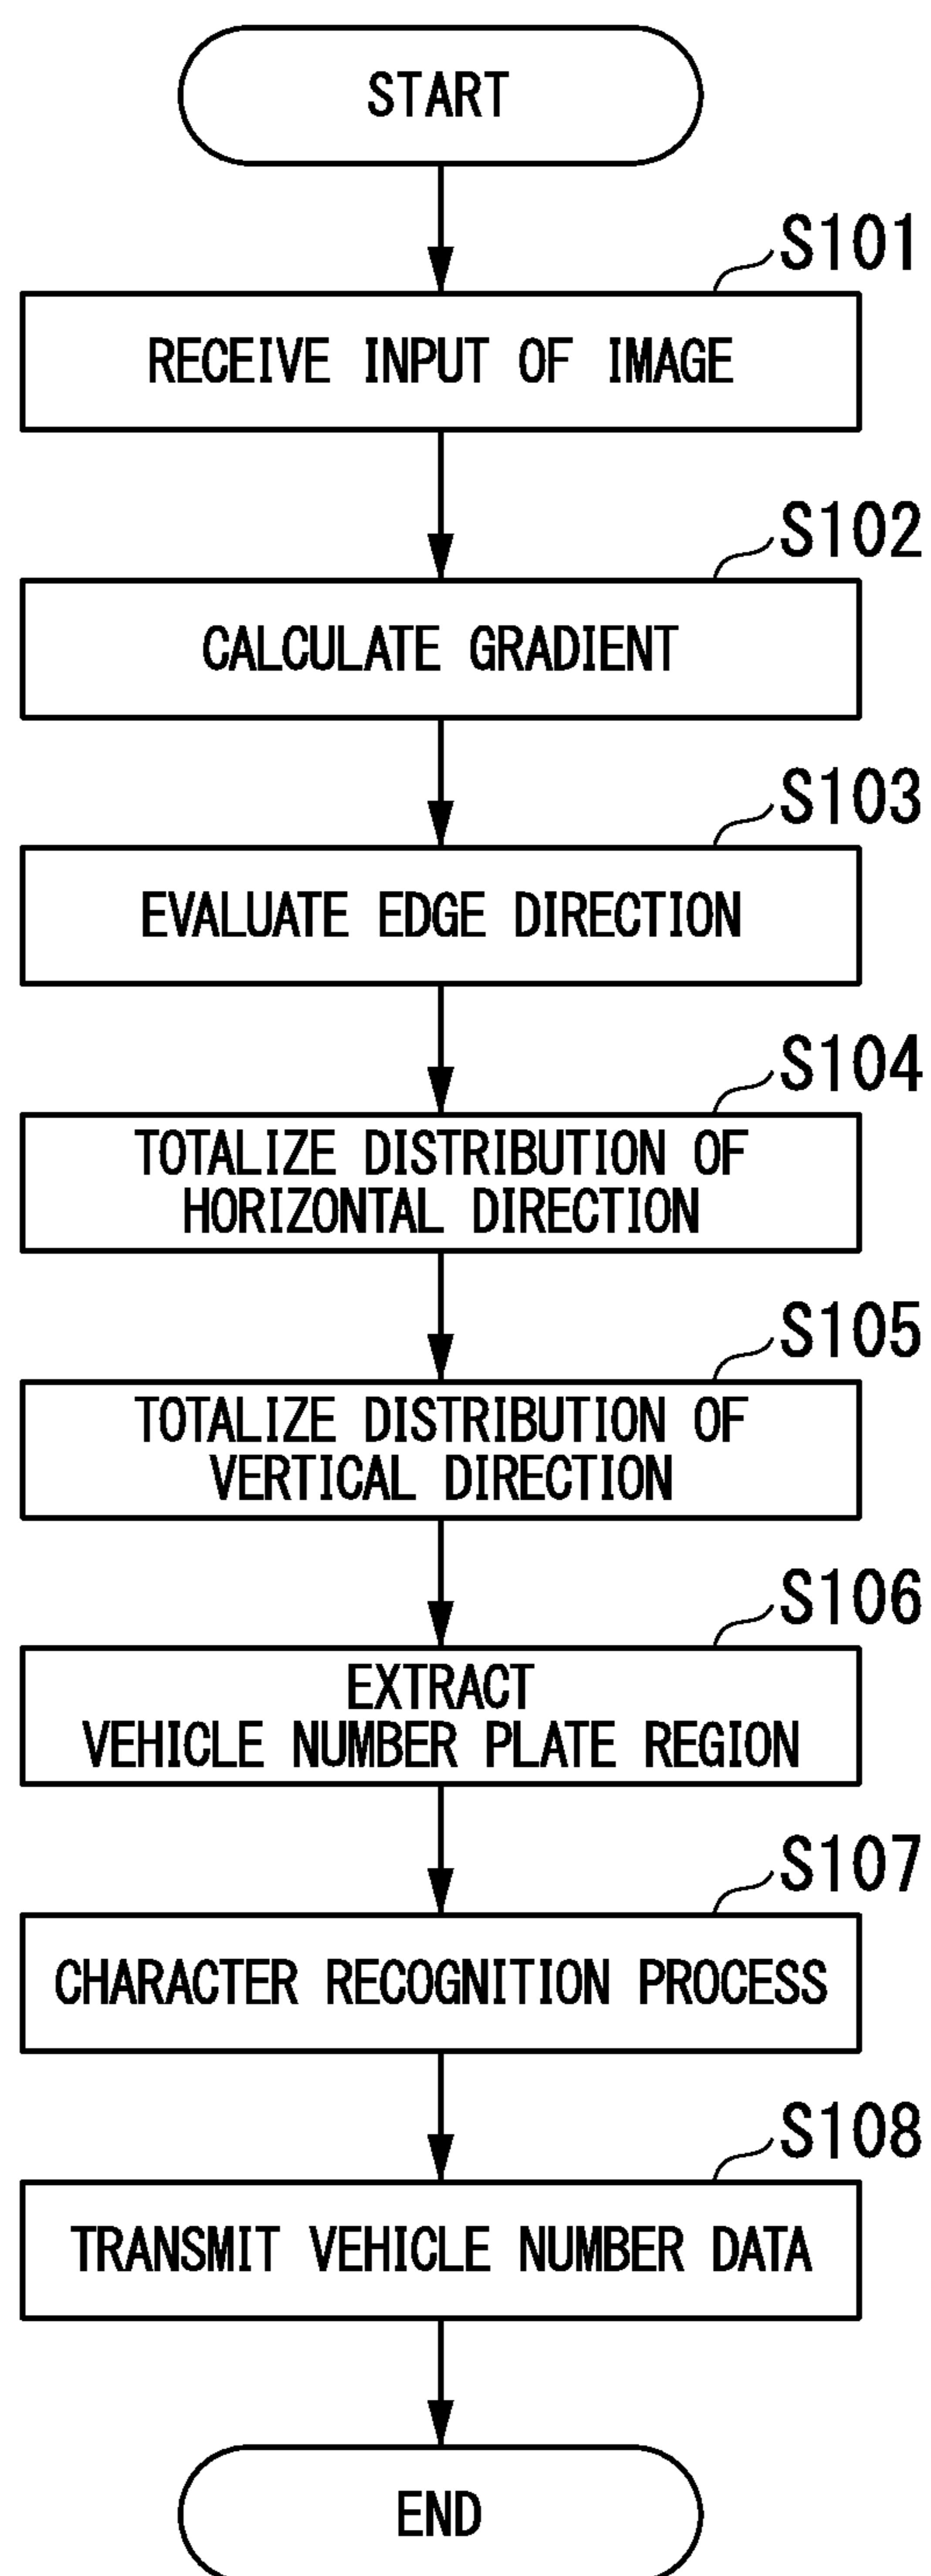 START
S101
RECEIVE INPUT OF IMAGE
S102
CALCULATE GRADIENT
S103
EVALUATE EDGE DIRECTION
S104
TOTALIZE DISTRIBUTION OF
HORIZONTAL DIRECTION
S105
TOTALIZE DISTRIBUTION OF
VERTICAL DIRECTION
S106
EXTRACT
VEHICLE NUMBER PLATE REGION
S107
CHARACTER RECOGNITION PROCESS
S108
TRANSMIT VEHICLE NUMBER DATA
END